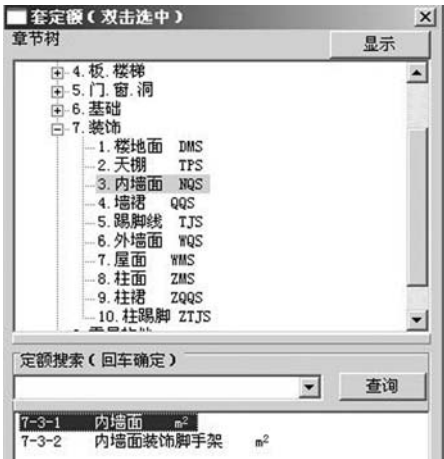 套定额(双击选中)
章节树
显示
4.板.楼梯
5.门.窗.洞
6.基础
7.装饰
1.楼地面 DMS
2.天棚 TPS
3.内墙面 NQS
4.墙裙 QQS
5.踢脚线 TJS
6.外墙面 WQS
7.屋面 WMS
8.柱面 ZMS
9.柱裙 ZQQS
10.柱踢脚 ZTJS
定额搜索(回车确定)
查询
7-3-1 内墙面 m²
7-3-2 内墙面装饰脚手架 m²